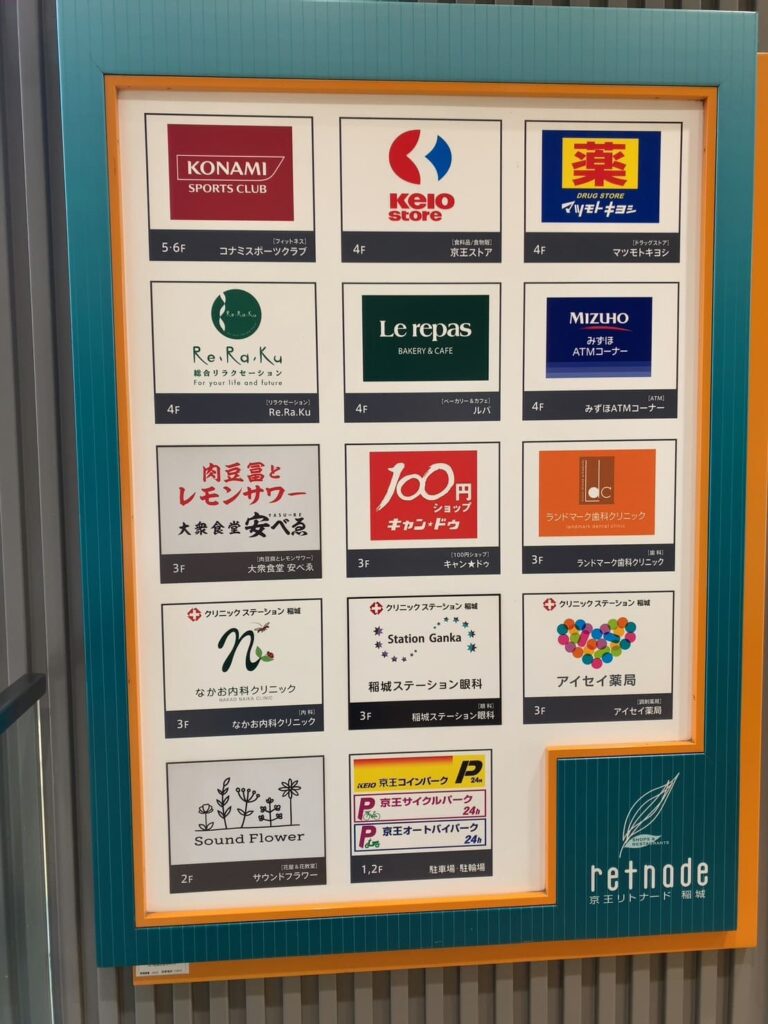 KONAMI
SPORTS CLUB
[フィットネス]
5·6F コナミスポーツクラブ
KEIO
store
[食料品/食物販]
4F 京王ストア
薬
DRUG STORE
マツモトキヨシ
[ドラッグストア]
4F マツモトキヨシ
Re.Ra.Ku
Re.Ra.Ku
総合リラクゼーション
For your life and future
[リラクゼーション]
4F Re.Ra.Ku
Le repas
BAKERY & CAFE
[ベーカリー&カフェ]
4F ルパ
MIZUHO
みずほ
ATMコーナー
[ATM]
4F みずほATMコーナー
肉豆冨と
レモンサワー
YASU-BE
大衆食堂 安べゑ
[肉豆腐とレモンサワー]
3F 大衆食堂 安べゑ
100円
ショップ
キャン★ドゥ
[100円ショップ]
3F キャン★ドゥ
Ldc
ランドマーク歯科クリニック
landmark dental clinic
[歯科]
3F ランドマーク歯科クリニック
クリニックステーション 稲城
n
なかお内科クリニック
NAKAO NAIKA CLINIC
[内科]
3F なかお内科クリニック
クリニックステーション 稲城
Station Ganka
稲城ステーション眼科
[眼科]
3F 稲城ステーション眼科
クリニックステーション 稲城
アイセイ薬局
[調剤薬局]
3F アイセイ薬局
Sound Flower
[花屋&花教室]
2F サウンドフラワー
KEIO 京王コインパーク P 24H
P 京王サイクルパーク 24h
P 京王オートバイパーク 24h
1,2F 駐車場·駐輪場
SHOPS &
RESTAURANTS
retnade
京王リトナード 稲城